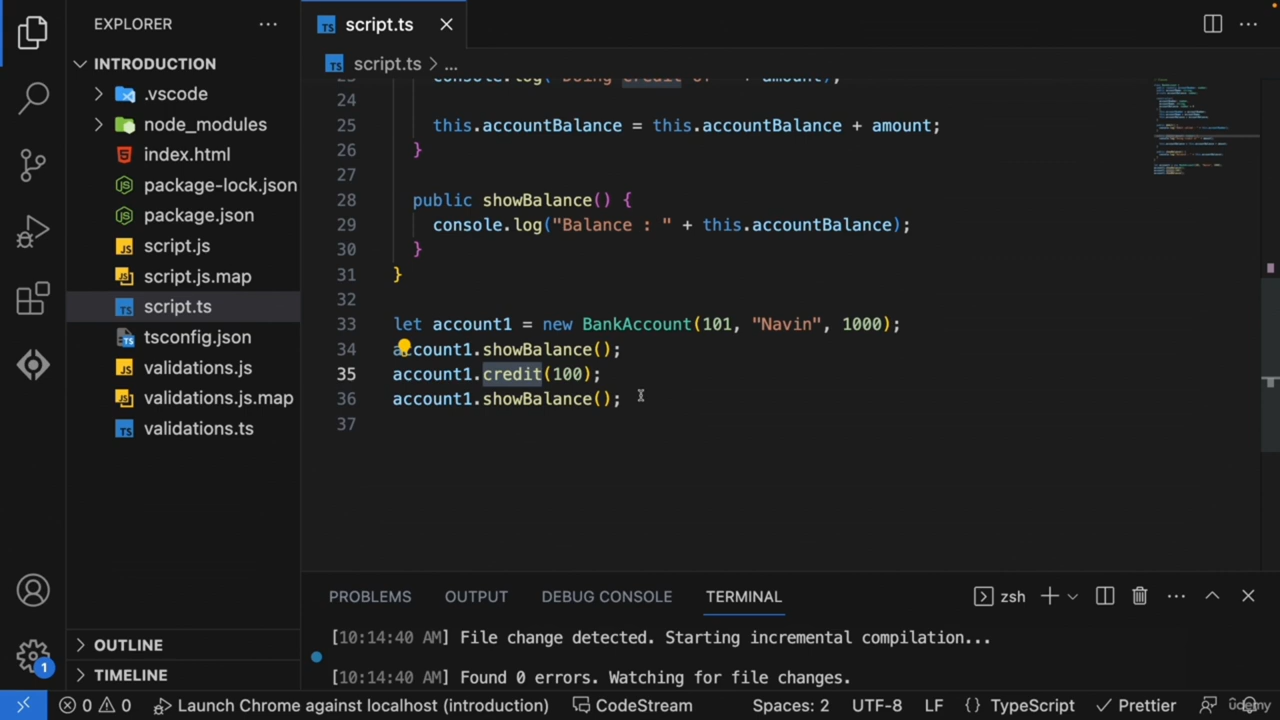 EXPLORER
INTRODUCTION
.vscode
node_modules
index.html
package-lock.json
package.json
script.js
script.js.map
script.ts
tsconfig.json
validations.js
validations.js.map
validations.ts
OUTLINE
TIMELINE
TS script.ts
TS script.ts > ...
24
25 this.accountBalance = this.accountBalance + amount;
26 }
27
28 public showBalance() {
29 console.log("Balance : " + this.accountBalance);
30 }
31 }
32
33 let account1 = new BankAccount(101, "Navin", 1000);
34 account1.showBalance();
35 account1.credit(100);
36 account1.showBalance();
37
PROBLEMS OUTPUT DEBUG CONSOLE TERMINAL zsh
[10:14:40 AM] File change detected. Starting incremental compilation...
[10:14:40 AM] Found 0 errors. Watching for file changes.
1
0 0 Launch Chrome against localhost (introduction) CodeStream Spaces: 2 UTF-8 LF {} TypeScript Prettier
ûdemy